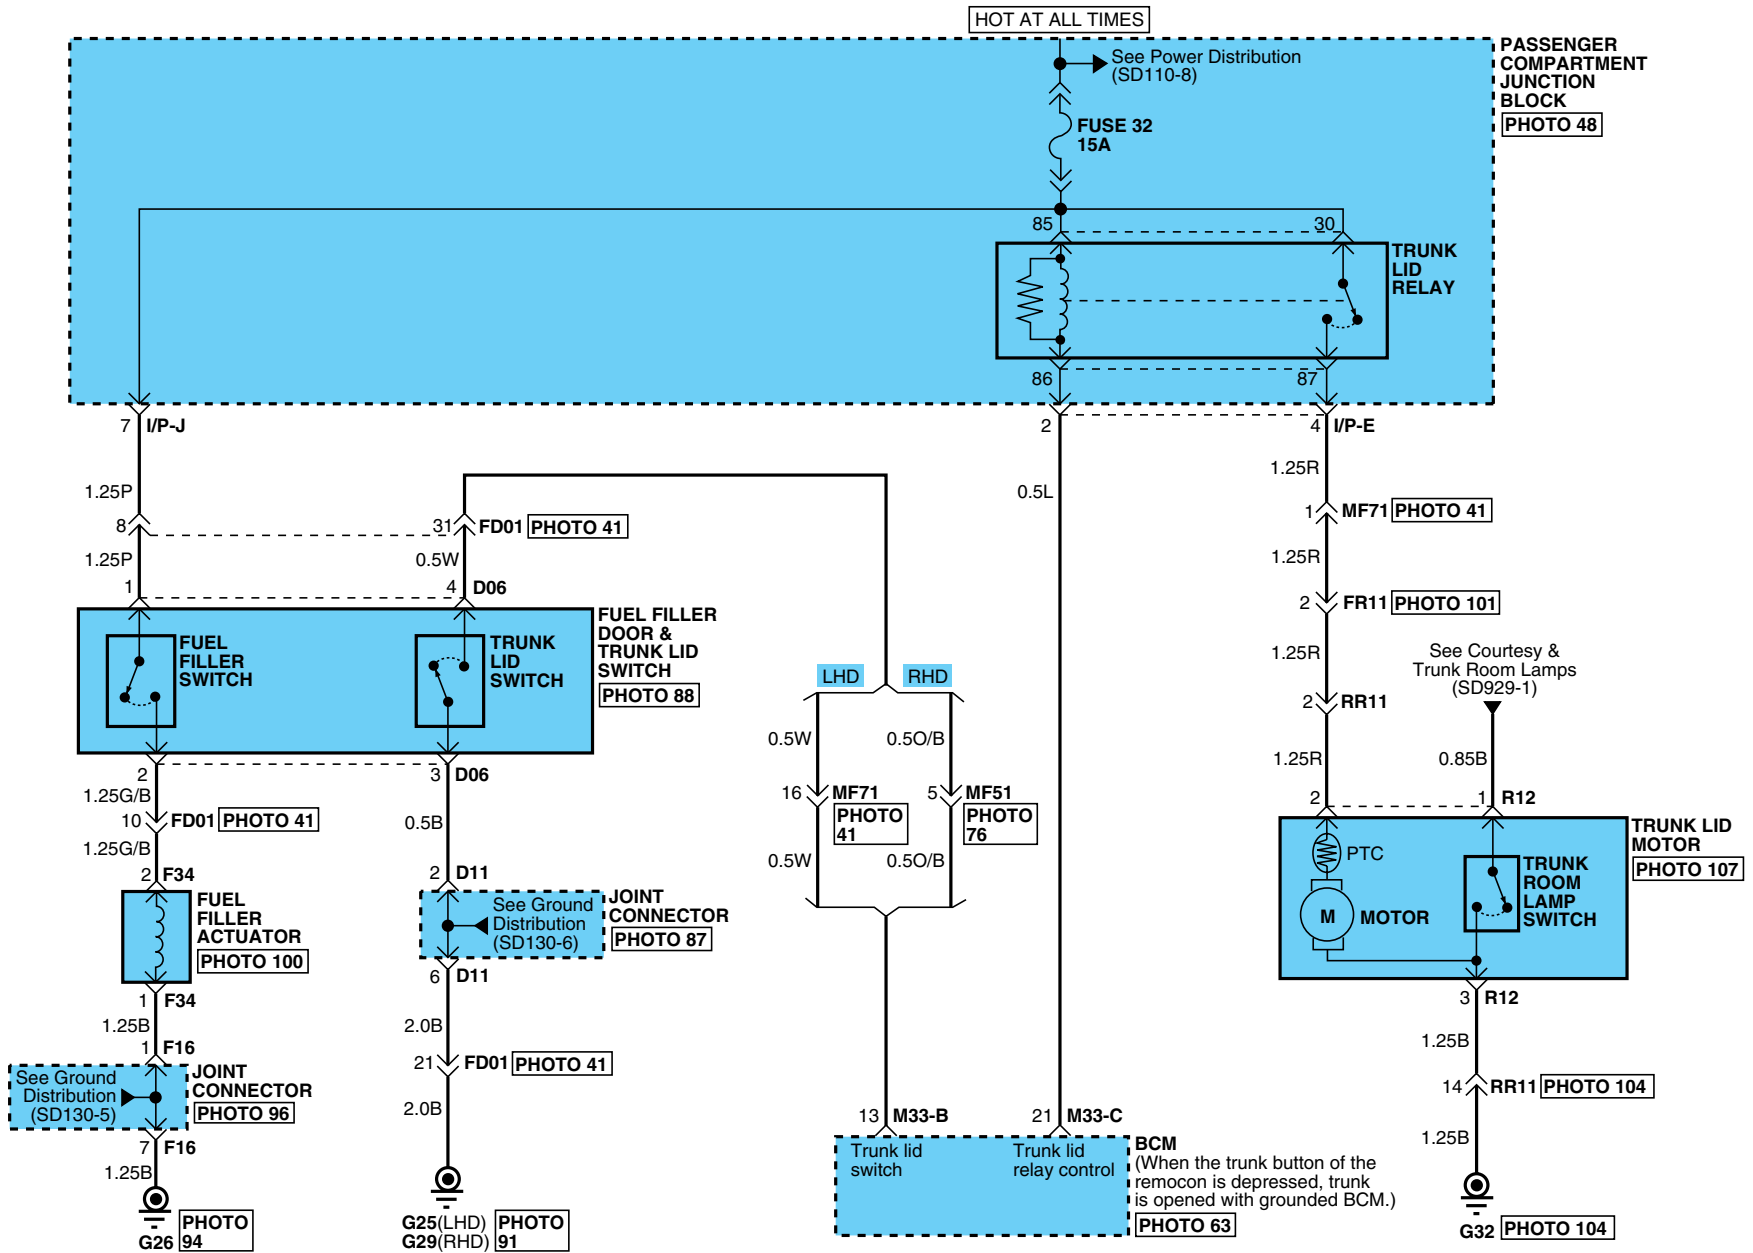 HOT AT ALL TIMES
See Power Distribution
(SD110-8)
PASSENGER
COMPARTMENT
JUNCTION
BLOCK
PHOTO 48
FUSE 32
15A
85
30
TRUNK
LID
RELAY
86
87
7 I/P-J
2
4 I/P-E
1.25P
0.5L
1.25R
8
31 FD01 PHOTO 41
1 MF71 PHOTO 41
1.25P
0.5W
1.25R
1
4 D06
2 FR11 PHOTO 101
FUEL FILLER
DOOR &
TRUNK LID
SWITCH
PHOTO 88
FUEL
FILLER
SWITCH
TRUNK
LID
SWITCH
1.25R
See Courtesy &
Trunk Room Lamps
(SD929-1)
LHD
RHD
2 RR11
0.5W
0.5O/B
1.25R
0.85B
2
3 D06
1.25G/B
10 FD01 PHOTO 41
0.5B
16 MF71
PHOTO
41
5 MF51
PHOTO
76
2
1 R12
1.25G/B
0.5W
0.5O/B
TRUNK LID
MOTOR
PHOTO 107
PTC
M
MOTOR
TRUNK
ROOM
LAMP
SWITCH
2 F34
2 D11
FUEL
FILLER
ACTUATOR
PHOTO 100
See Ground
Distribution
(SD130-6)
JOINT
CONNECTOR
PHOTO 87
6 D11
1 F34
3 R12
1.25B
2.0B
1.25B
1 F16
21 FD01 PHOTO 41
See Ground
Distribution
(SD130-5)
JOINT
CONNECTOR
PHOTO 96
14 RR11 PHOTO 104
2.0B
13 M33-B
21 M33-C
1.25B
7 F16
1.25B
Trunk lid
switch
Trunk lid
relay control
BCM
(When the trunk button of the
remocon is depressed, trunk
is opened with grounded BCM.)
PHOTO 63
G26
PHOTO
94
G25(LHD)
G29(RHD)
PHOTO
91
G32 PHOTO 104